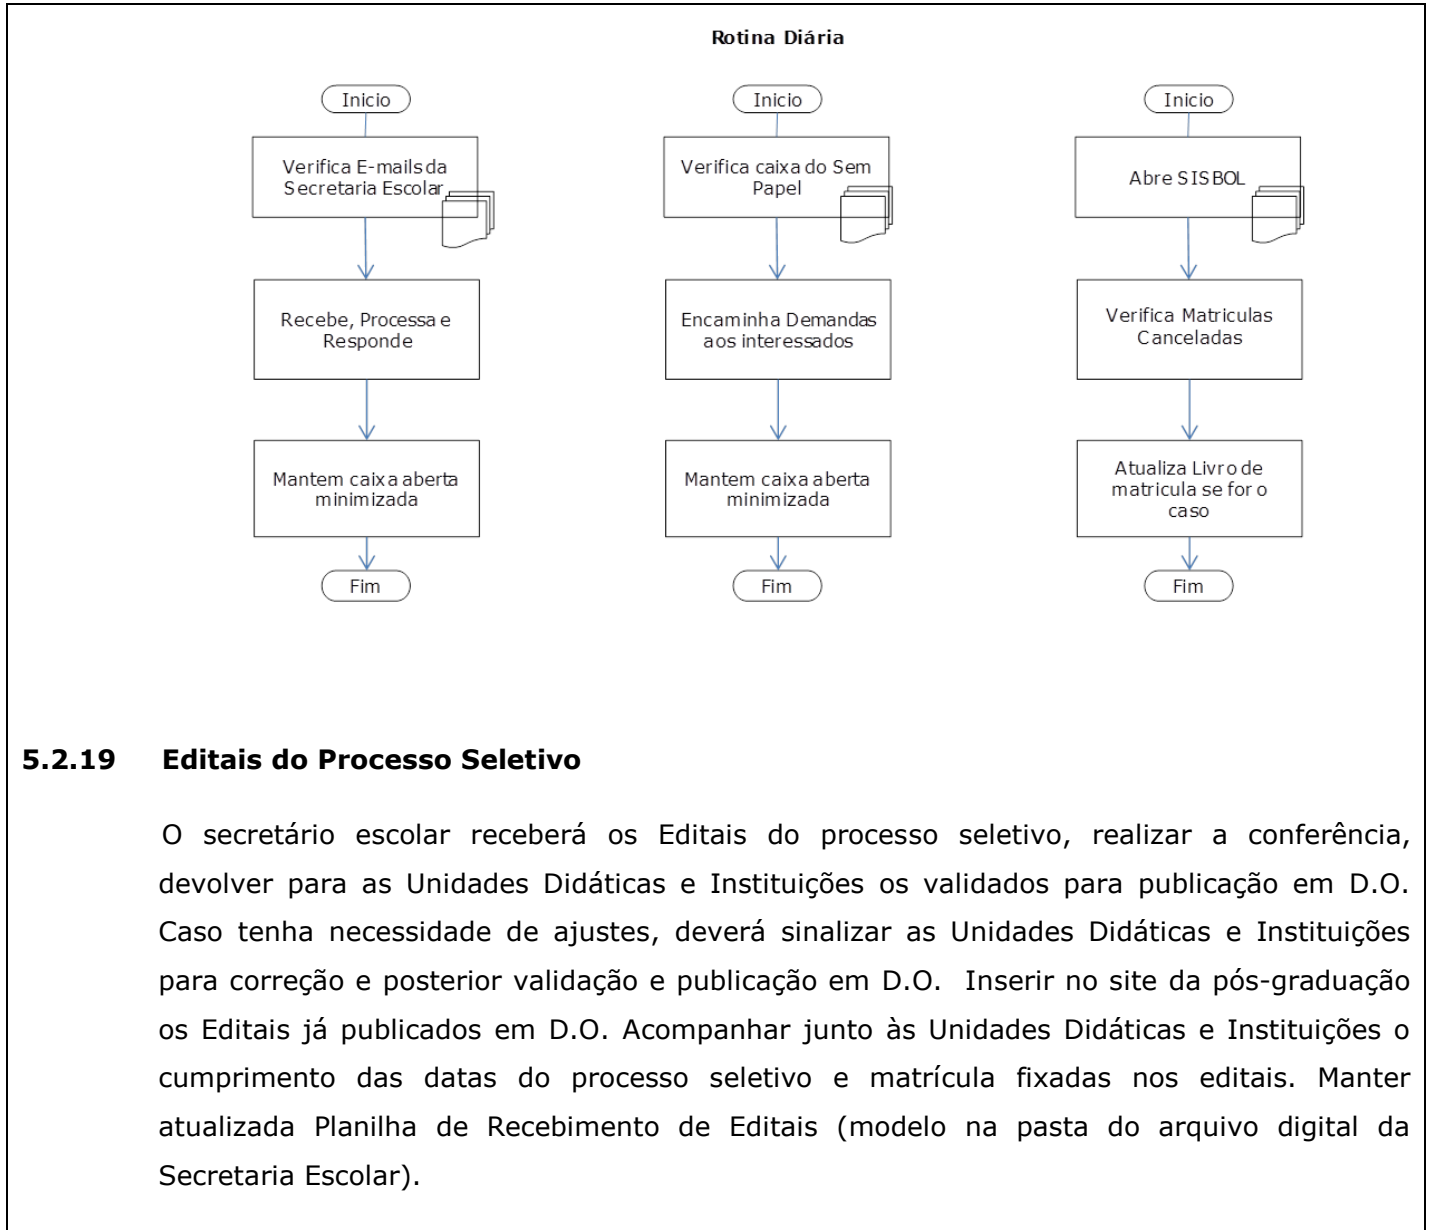 Rotina Diária
Inicio
Verifica E-mails da
Secretaria Escolar
Recebe, Processa e
Responde
Mantem caixa aberta
minimizada
Fim
Inicio
Verifica caixa do Sem
Papel
Encaminha Demandas
aos interessados
Mantem caixa aberta
minimizada
Fim
Inicio
Abre SISBOL
Verifica Matriculas
Canceladas
Atualiza Livro de
matricula se for o
caso
Fim
5.2.19 Editais do Processo Seletivo
O secretário escolar receberá os Editais do processo seletivo, realizar a conferência,
devolver para as Unidades Didáticas e Instituições os validados para publicação em D.O.
Caso tenha necessidade de ajustes, deverá sinalizar as Unidades Didáticas e Instituições
para correção e posterior validação e publicação em D.O. Inserir no site da pós-graduação
os Editais já publicados em D.O. Acompanhar junto às Unidades Didáticas e Instituições o
cumprimento das datas do processo seletivo e matrícula fixadas nos editais. Manter
atualizada Planilha de Recebimento de Editais (modelo na pasta do arquivo digital da
Secretaria Escolar).